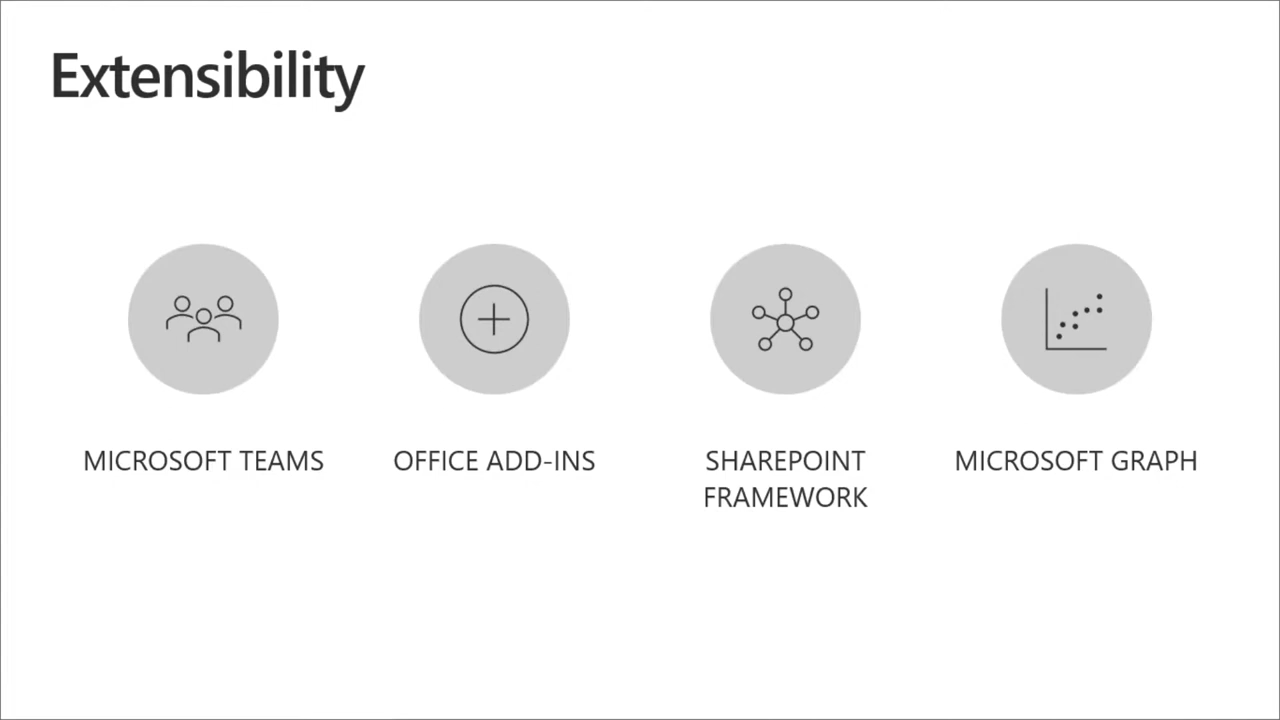 Extensibility
MICROSOFT TEAMS
OFFICE ADD-INS
SHAREPOINT
FRAMEWORK
MICROSOFT GRAPH